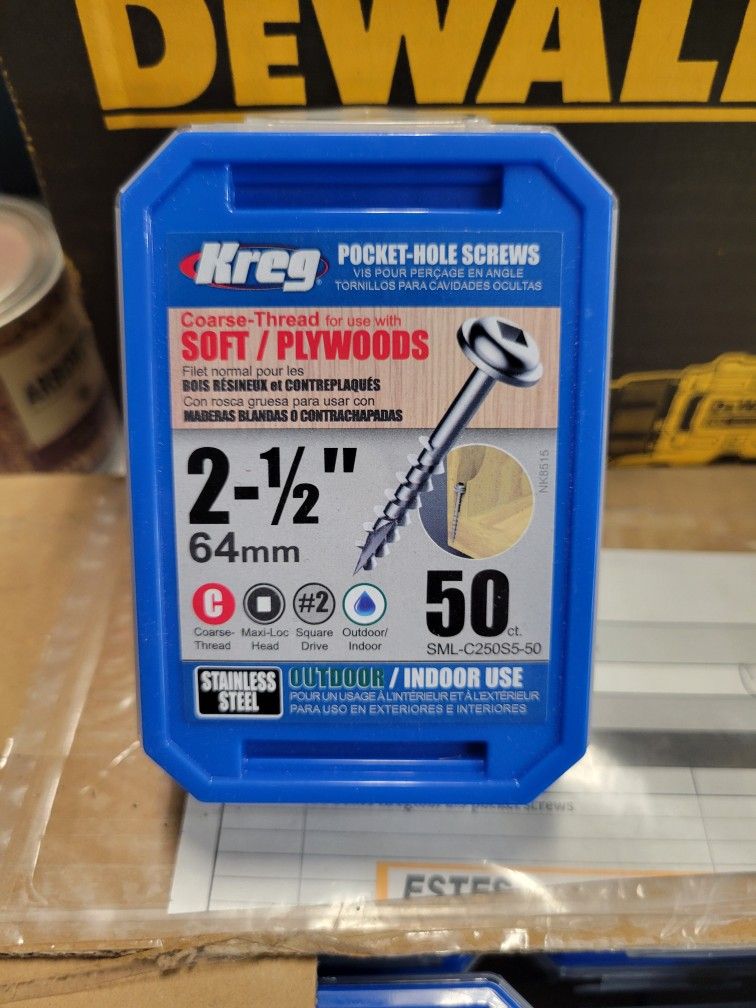 DEWAL
Kreg
POCKET-HOLE SCREWS
VIS POUR PERÇAGE EN ANGLE
TORNILLOS PARA CAVIDADES OCULTAS
Coarse-Thread for use with
SOFT / PLYWOODS
Filet normal pour les
BOIS RÉSINEUX et CONTREPLAQUÉS
Con rosca gruesa para usar con
MADERAS BLANDAS O CONTRACHAPADAS
2-½"
64mm
NK8515
C
Coarse-
Thread
Maxi-Loc
Head
#2
Square
Drive
Outdoor/
Indoor
50 ct.
SML-C250S5-50
STAINLESS
STEEL
OUTDOOR / INDOOR USE
POUR UN USAGE À L'INTÉRIEUR ET À L'EXTÉRIEUR
PARA USO EN EXTERIORES E INTERIORES
pocket screws
ESTES